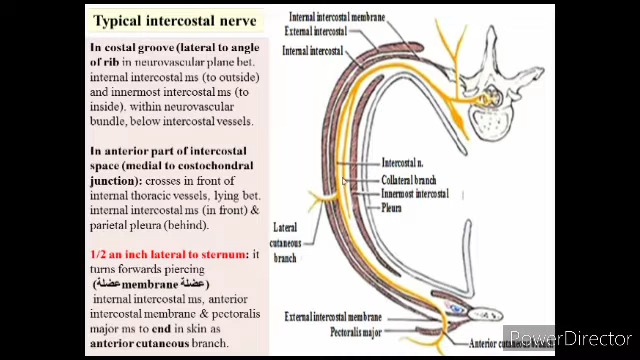 Typical intercostal nerve
In costal groove (lateral to angle
of rib in neurovascular plane bet.
internal intercostal ms (to outside)
and innermost intercostal ms (to
inside). within neurovascular
bundle, below intercostal vessels.
In anterior part of intercostal
space (medial to costochondral
junction): crosses in front of
internal thoracic vessels, lying bet.
internal intercostal ms (in front) &
parietal pleura (behind).
1/2 an inch lateral to sternum: it
turns forwards piercing
(عضلة membrane عضلة)
internal intercostal ms, anterior
intercostal membrane & pectoralis
major ms to end in skin as
anterior cutaneous branch.
Internal intercostal membrane
External intercostal
Internal intercostal
Intercostal n.
Collateral branch
Innermost intercostal
Pleura
Lateral
cutaneous
branch
External intercostal membrane
Pectoralis major
Anterior cutaneous branch
PowerDirector